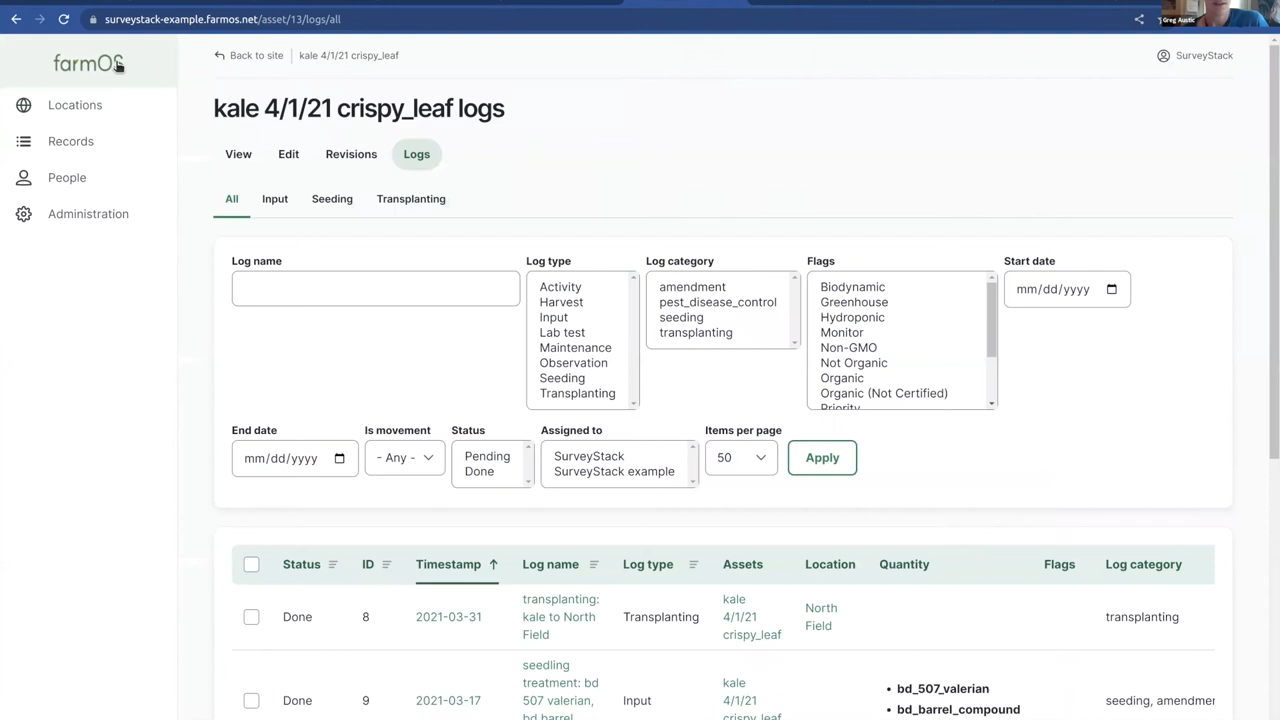 surveystack-example.farmos.net/asset/13/logs/all
Greg Austic
farmOS
Back to site
kale 4/1/21 crispy_leaf
SurveyStack
Locations
Records
People
Administration
kale 4/1/21 crispy_leaf logs
View Edit Revisions Logs
All Input Seeding Transplanting
Log name
Log type
Activity
Harvest
Input
Lab test
Maintenance
Observation
Seeding
Transplanting
Log category
amendment
pest_disease_control
seeding
transplanting
Flags
Biodynamic
Greenhouse
Hydroponic
Monitor
Non-GMO
Not Organic
Organic
Organic (Not Certified)
Priority
Start date
mm/dd/yyyy
End date
mm/dd/yyyy
Is movement
- Any -
Status
Pending
Done
Assigned to
SurveyStack
SurveyStack example
Items per page
50
Apply
Status ID Timestamp Log name Log type Assets Location Quantity Flags Log category
Done 8 2021-03-31
transplanting:
kale to North
Field
Transplanting
kale
4/1/21
crispy_leaf
North
Field
transplanting
Done 9 2021-03-17
seedling
treatment: bd
507 valerian,
bd barrel
Input
kale
4/1/21
crispy_leaf
• bd_507_valerian
• bd_barrel_compound
seeding, amendmer